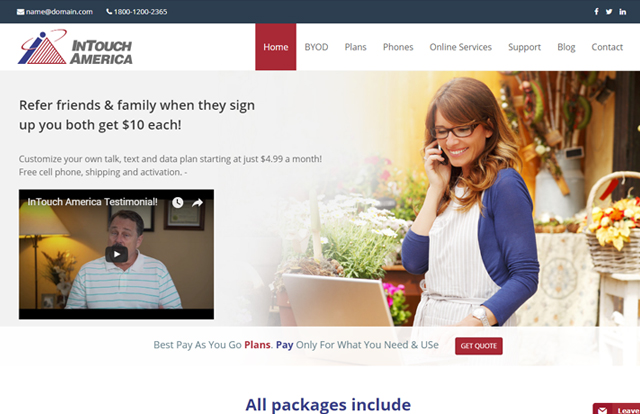 name@domain.com 1800-1200-2365
INTOUCH
AMERICA
Home BYOD Plans Phones Online Services Support Blog Contact
Refer friends & family when they sign
up you both get $10 each!
Customize your own talk, text and data plan starting at just $4.99 a month!
Free cell phone, shipping and activation. -
InTouch America Testimonial!
Best Pay As You Go Plans. Pay Only For What You Need & USe
GET QUOTE
All packages include
Leave